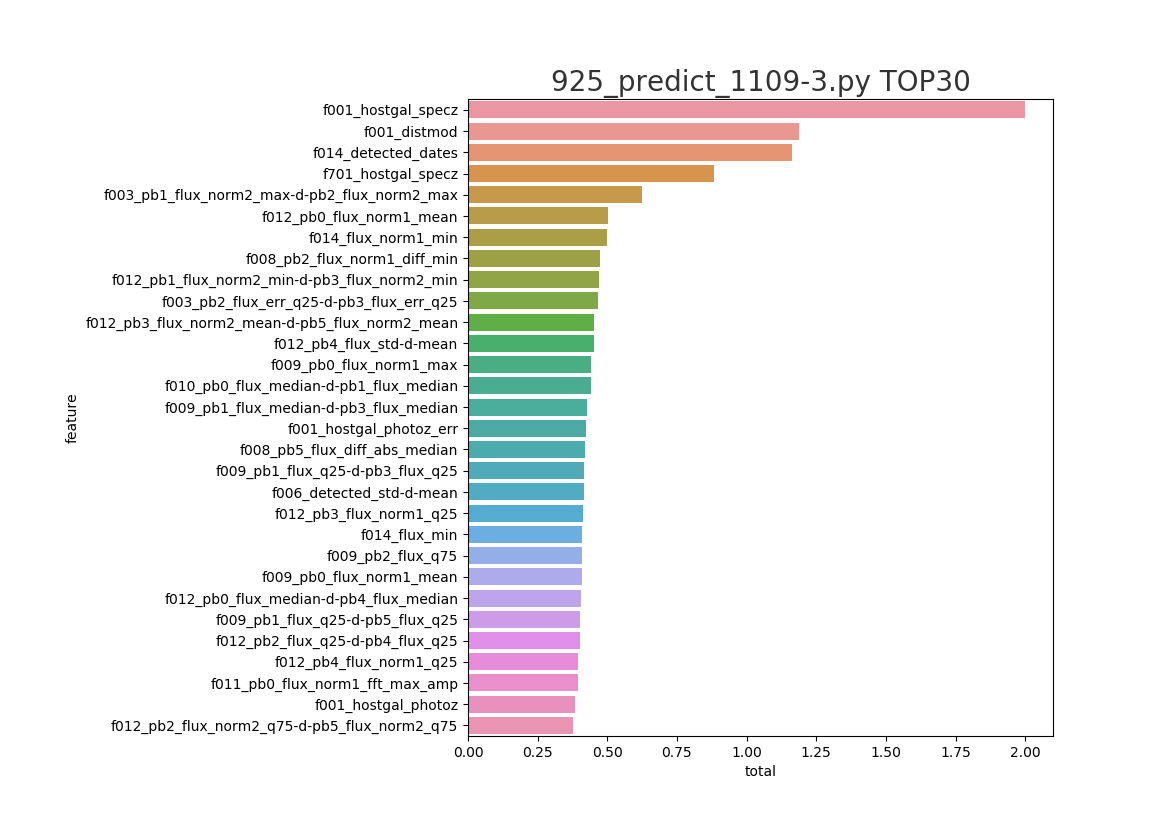 925_predict_1109-3.py TOP30
f001_hostgal_specz
f001_distmod
f014_detected_dates
f701_hostgal_specz
f003_pb1_flux_norm2_max-d-pb2_flux_norm2_max
f012_pb0_flux_norm1_mean
f014_flux_norm1_min
f008_pb2_flux_norm1_diff_min
f012_pb1_flux_norm2_min-d-pb3_flux_norm2_min
f003_pb2_flux_err_q25-d-pb3_flux_err_q25
f012_pb3_flux_norm2_mean-d-pb5_flux_norm2_mean
f012_pb4_flux_std-d-mean
f009_pb0_flux_norm1_max
f010_pb0_flux_median-d-pb1_flux_median
f009_pb1_flux_median-d-pb3_flux_median
f001_hostgal_photoz_err
f008_pb5_flux_diff_abs_median
f009_pb1_flux_q25-d-pb3_flux_q25
f006_detected_std-d-mean
f012_pb3_flux_norm1_q25
f014_flux_min
f009_pb2_flux_q75
f009_pb0_flux_norm1_mean
f012_pb0_flux_median-d-pb4_flux_median
f009_pb1_flux_q25-d-pb5_flux_q25
f012_pb2_flux_q25-d-pb4_flux_q25
f012_pb4_flux_norm1_q25
f011_pb0_flux_norm1_fft_max_amp
f001_hostgal_photoz
f012_pb2_flux_norm2_q75-d-pb5_flux_norm2_q75
feature
0.00 0.25 0.50 0.75 1.00 1.25 1.50 1.75 2.00
total